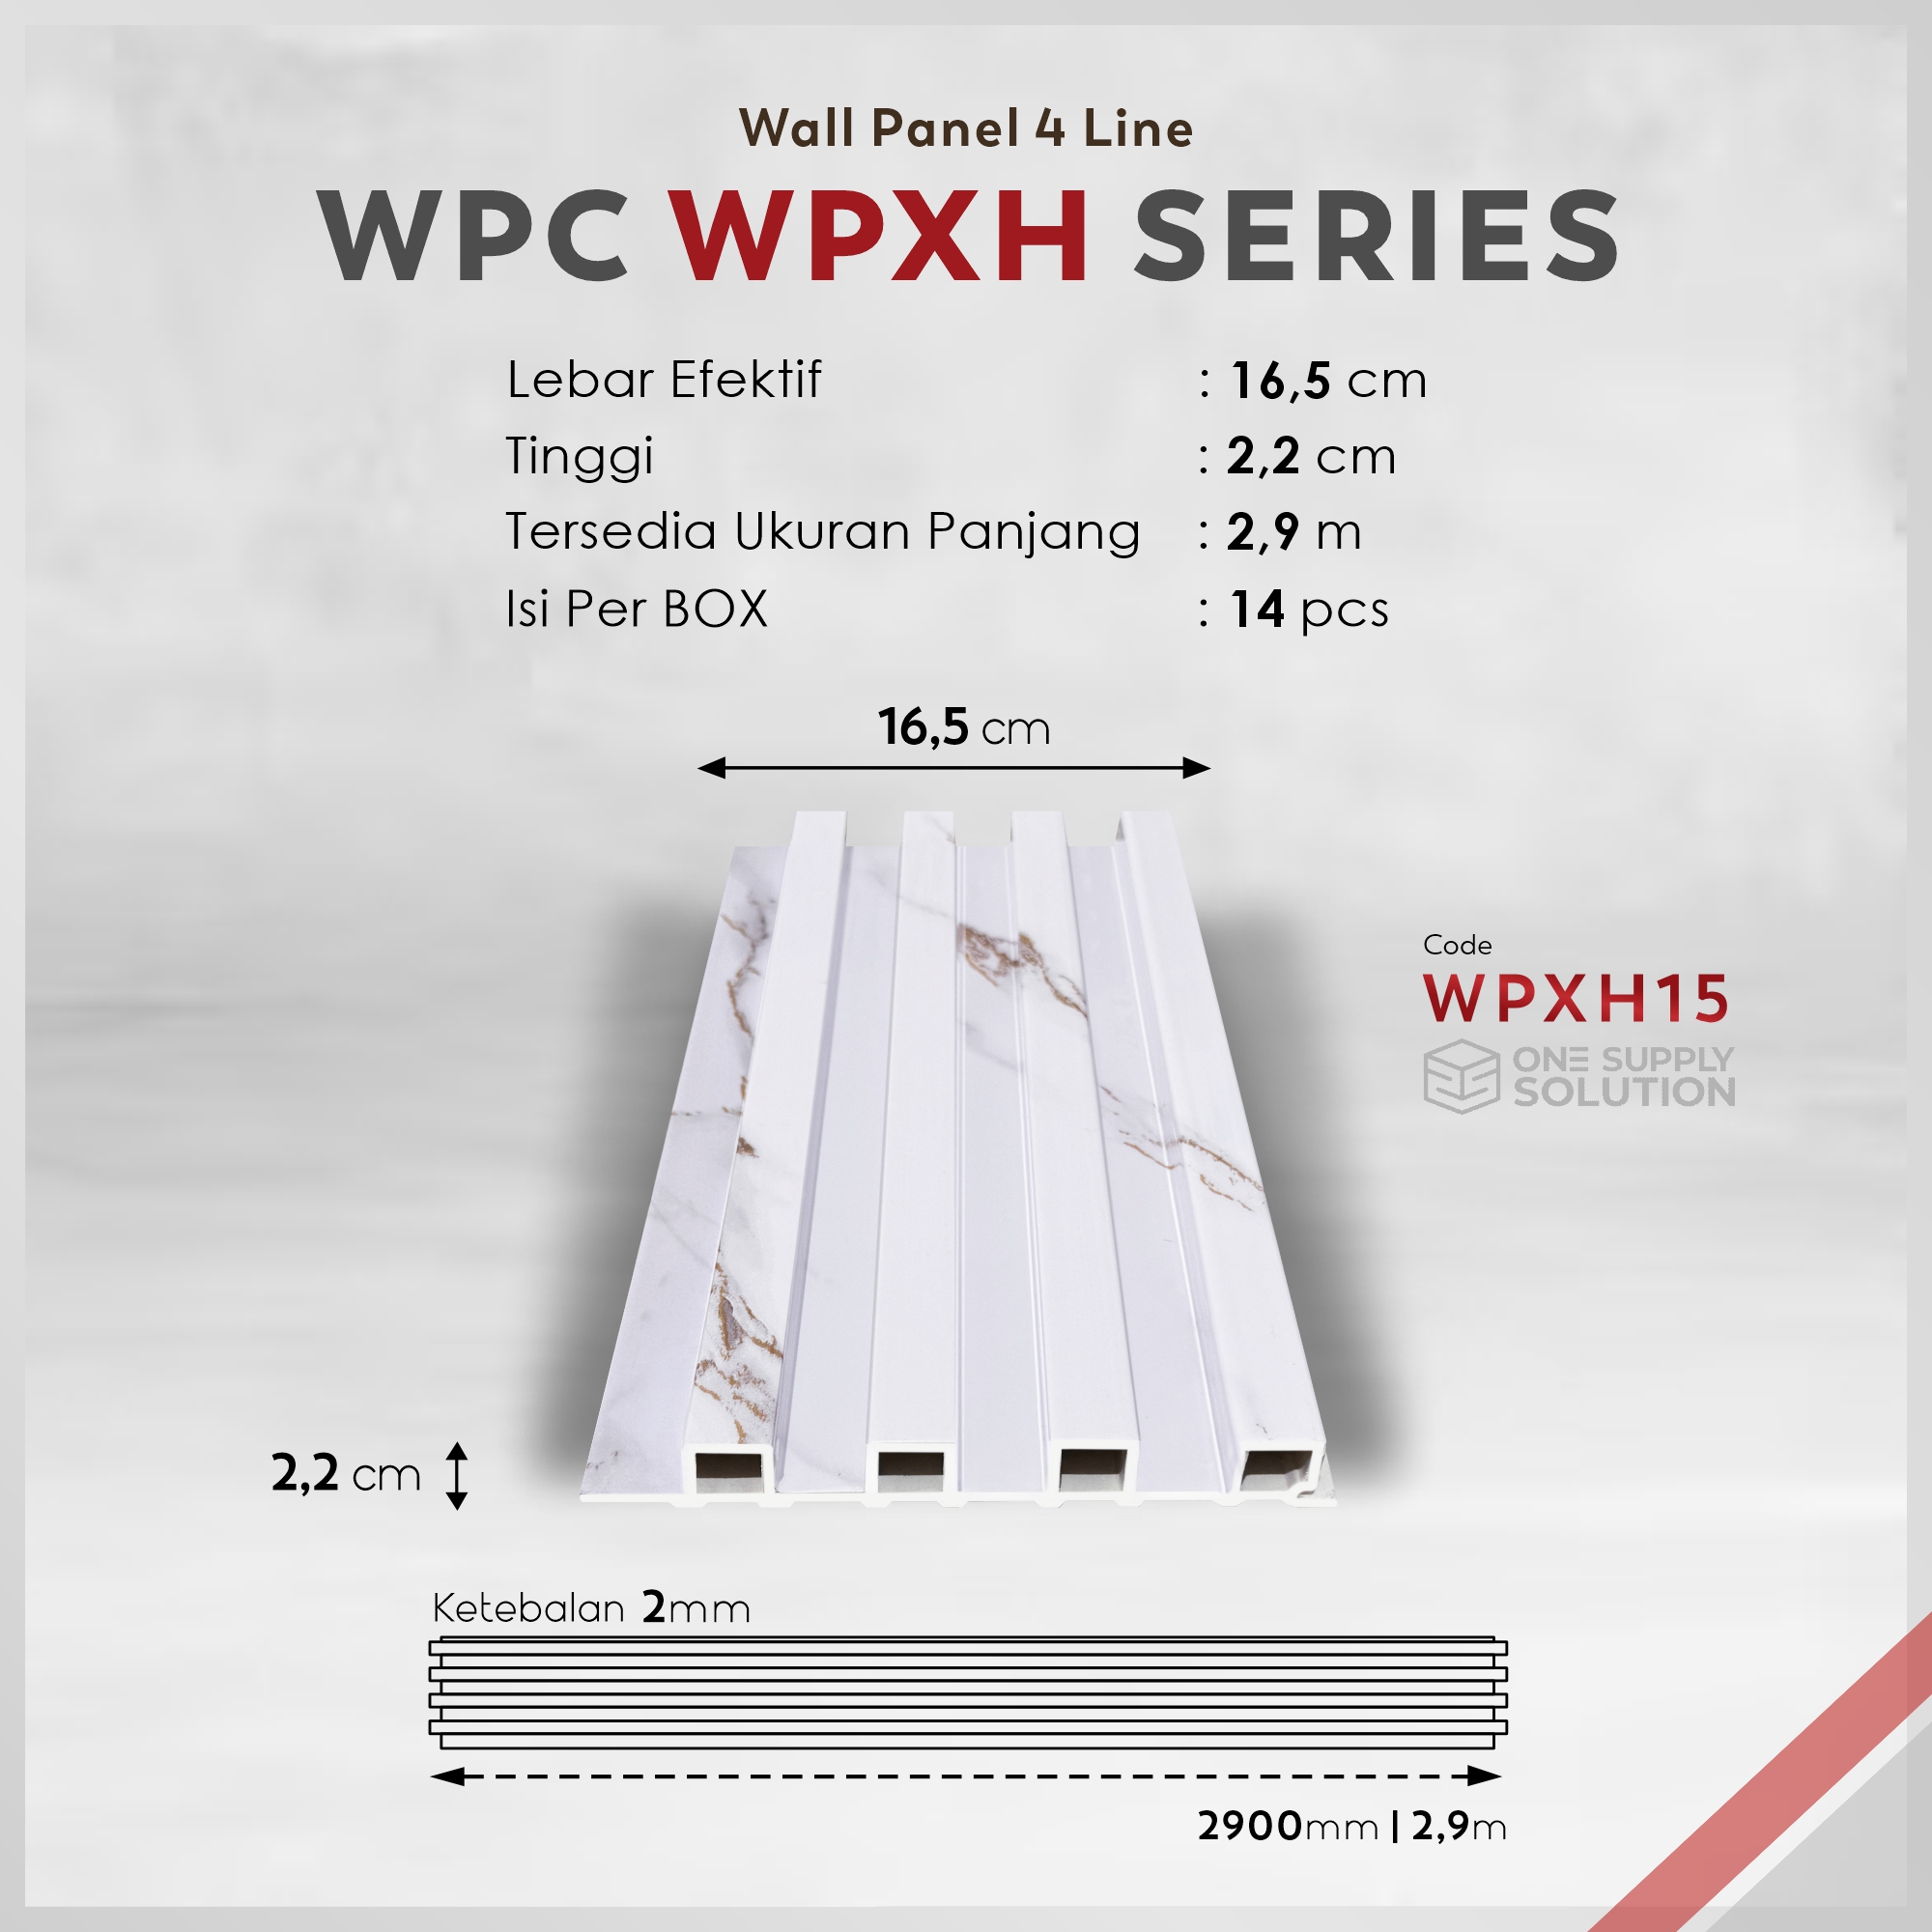 Wall Panel 4 Line
WPC WPXH SERIES
Lebar Efektif : 16,5 cm
Tinggi : 2,2 cm
Tersedia Ukuran Panjang : 2,9 m
Isi Per BOX : 14 pcs
16,5 cm
Code
WPXH15
ONE SUPPLY
SOLUTION
2,2 cm
Ketebalan 2mm
2900mm | 2,9m